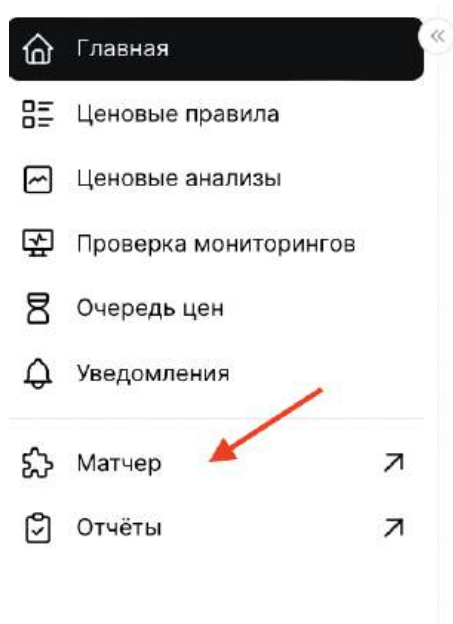 Главная
Ценовые правила
Ценовые анализы
Проверка мониторингов
Очередь цен
Уведомления
Матчер
Отчёты